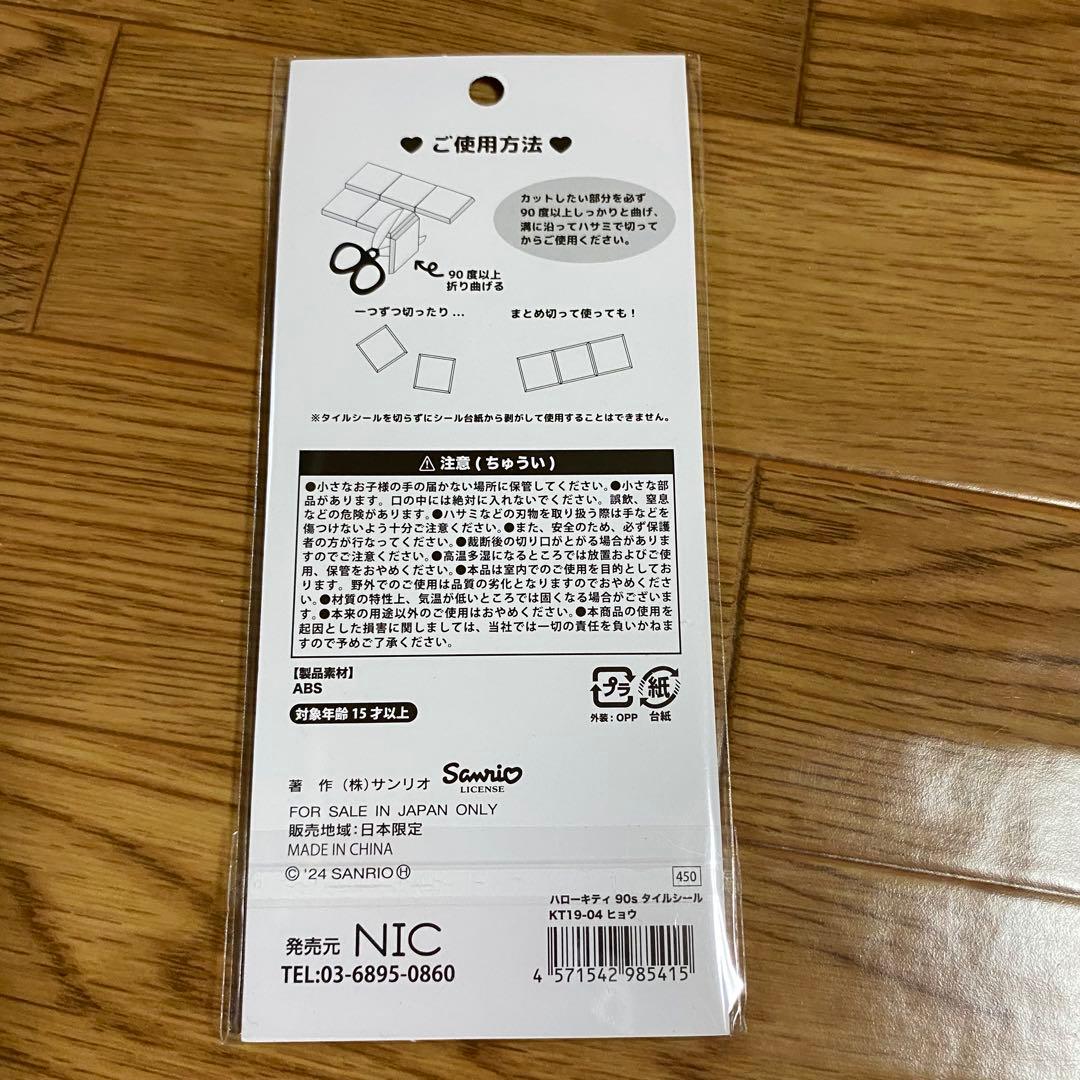 ♥ ご使用方法 ♥
カットしたい部分を必ず
90度以上しっかりと曲げ、
溝に沿ってハサミで切って
からご使用ください。
90度以上
折り曲げる
一つずつ切ったり...
まとめ切って使っても!
※タイルシールを切らずにシール台紙から剥がして使用することはできません。
⚠ 注意(ちゅうい)
●小さなお子様の手の届かない場所に保管してください。●小さな部
品があります。口の中には絶対に入れないでください。誤飲、窒息
などの危険があります。●ハサミなどの刃物を取り扱う際は手などを
傷つけないよう十分ご注意ください。●また、安全のため、必ず保護
者の方が行なってください。●裁断後の切り口がとがる場合がありま
すのでご注意ください。●高温多湿になるところでは放置およびご使
用、保管をおやめください。●本品は室内でのご使用を目的としてお
ります。野外でのご使用は品質の劣化となりますのでおやめくださ
い。●材質の特性上、気温が低いところでは固くなる場合がございま
す。●本来の用途以外のご使用はおやめください。●本商品の使用を
起因とした損害に関しましては、当社では一切の責任を負いかねま
すので予めご了承ください。
【製品素材】
ABS
対象年齢15才以上
プラ
紙
外装:OPP
台紙
著 作 (株)サンリオ
Sanrio
LICENSE
FOR SALE IN JAPAN ONLY
販売地域:日本限定
MADE IN CHINA
© '24 SANRIO Ⓗ
450
ハローキティ 90s タイルシール
KT19-04 ヒョウ
発売元 NIC
TEL:03-6895-0860
4 571542 985415